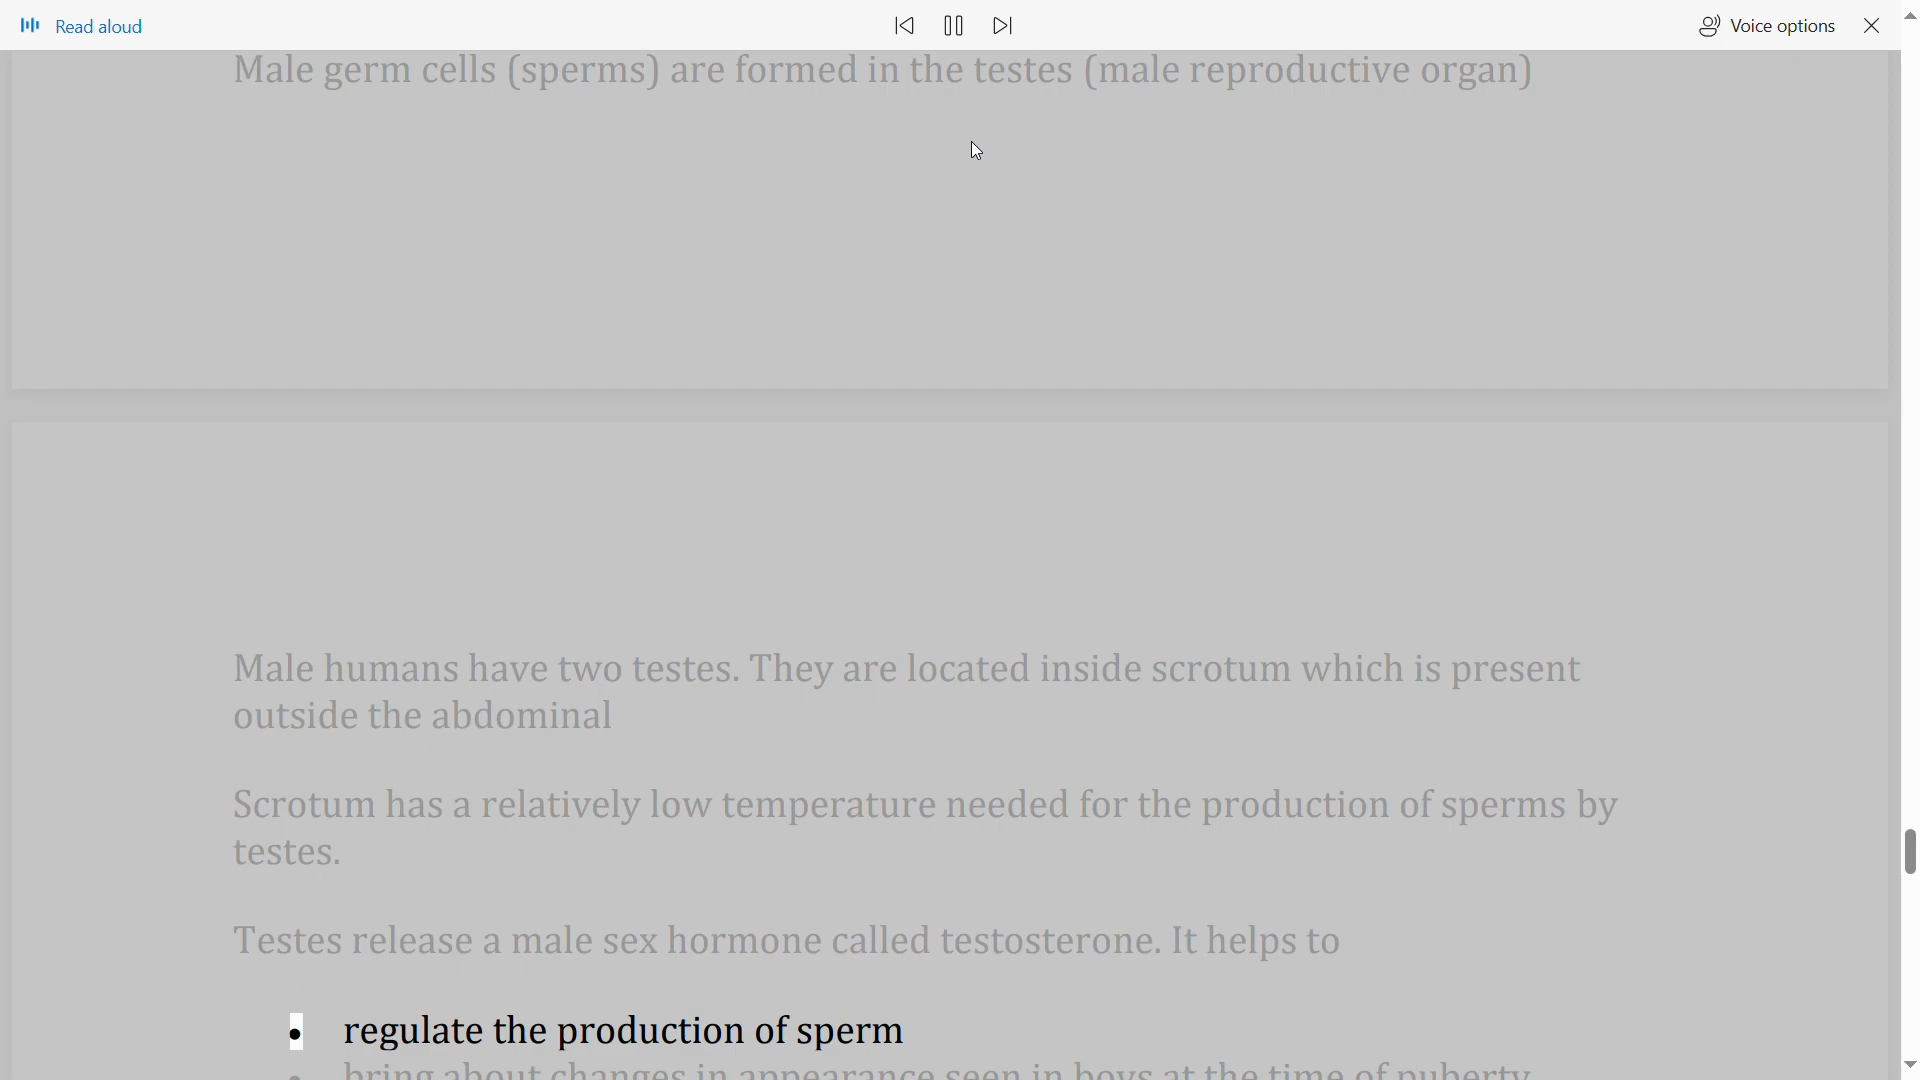 Read aloud
Voice options
Male germ cells (sperms) are formed in the testes (male reproductive organ)
Male humans have two testes. They are located inside scrotum which is present
outside the abdominal
Scrotum has a relatively low temperature needed for the production of sperms by
testes.
Testes release a male sex hormone called testosterone. It helps to
• regulate the production of sperm
• bring about changes in appearance seen in boys at the time of puberty